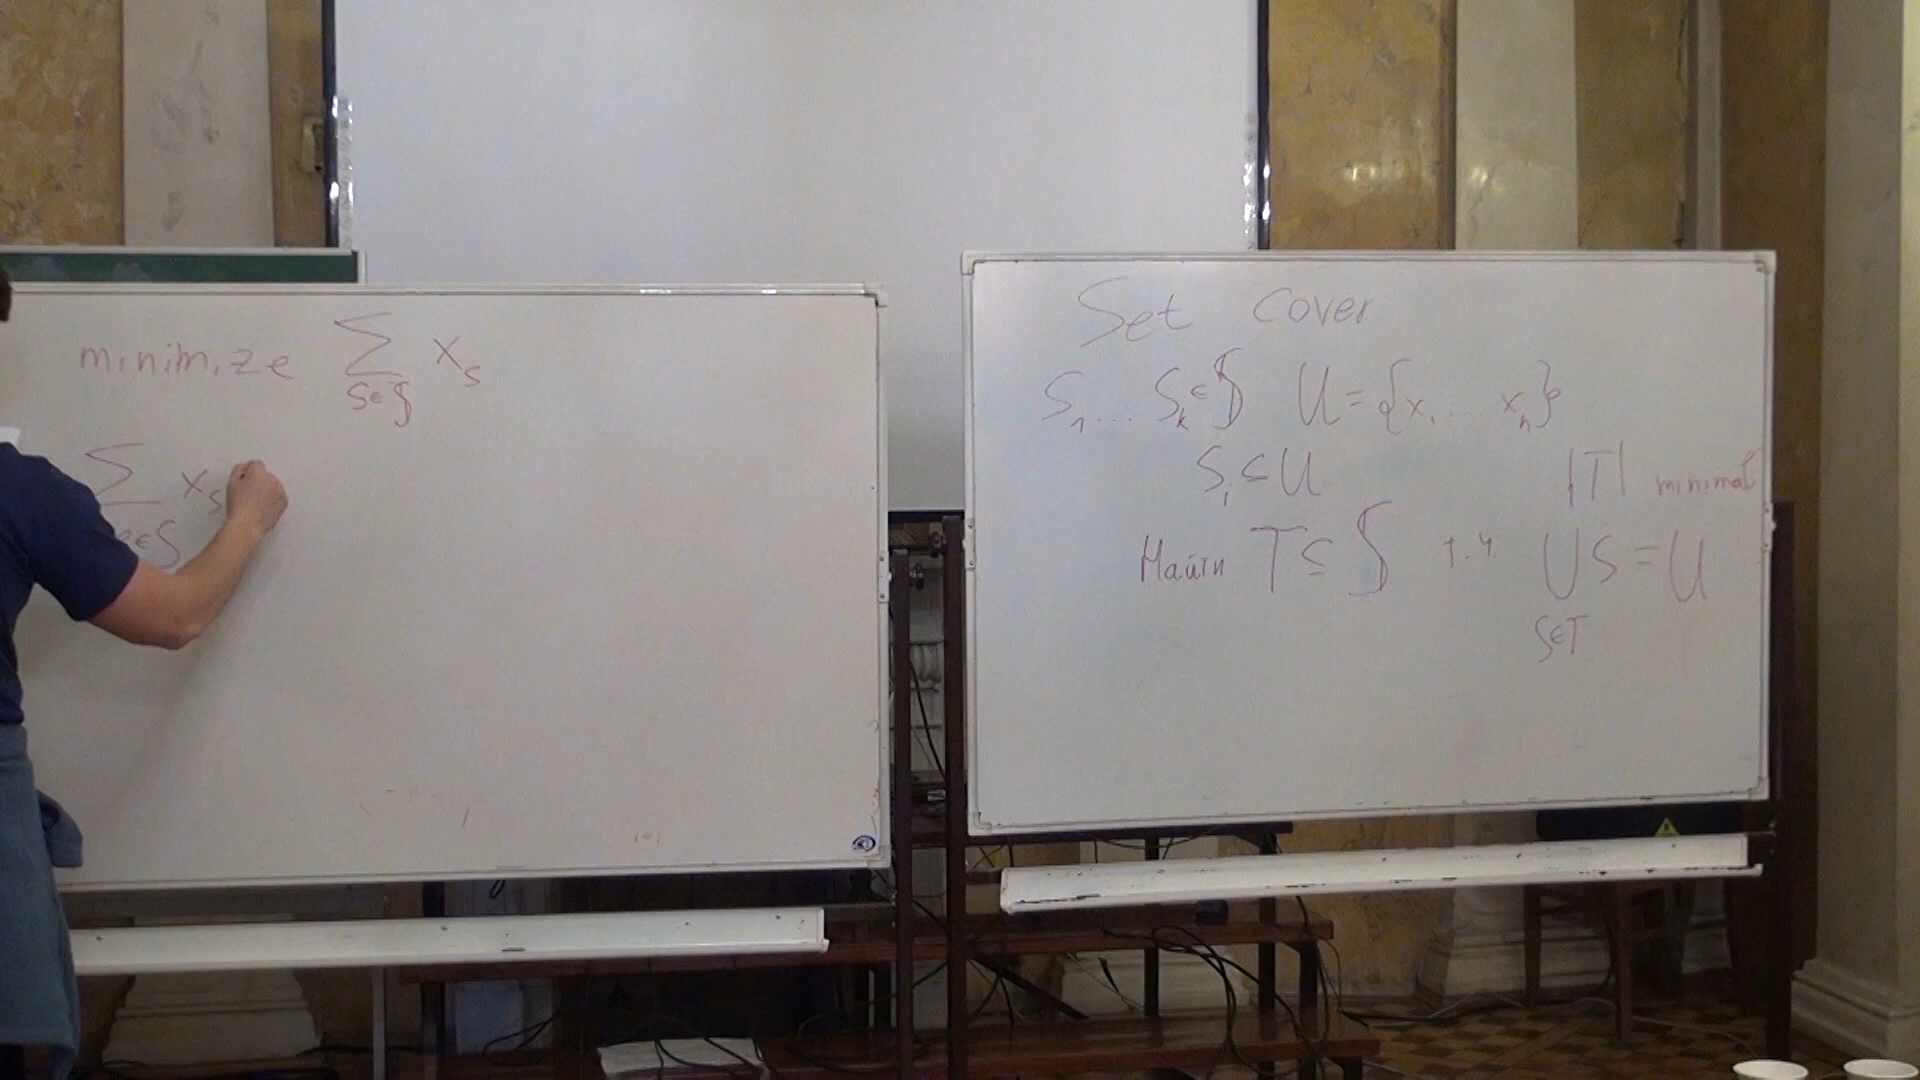 minimize ∑ x_s
S∈𝒮
∑ x_s
e∈S
Set cover
S_1 ... S_k ∈ 𝒮 U = {x_1 ... x_n}
S_i ⊆ U
|T| minimal
Найти T ⊆ 𝒮 т.ч. ⋃ S = U
S∈T